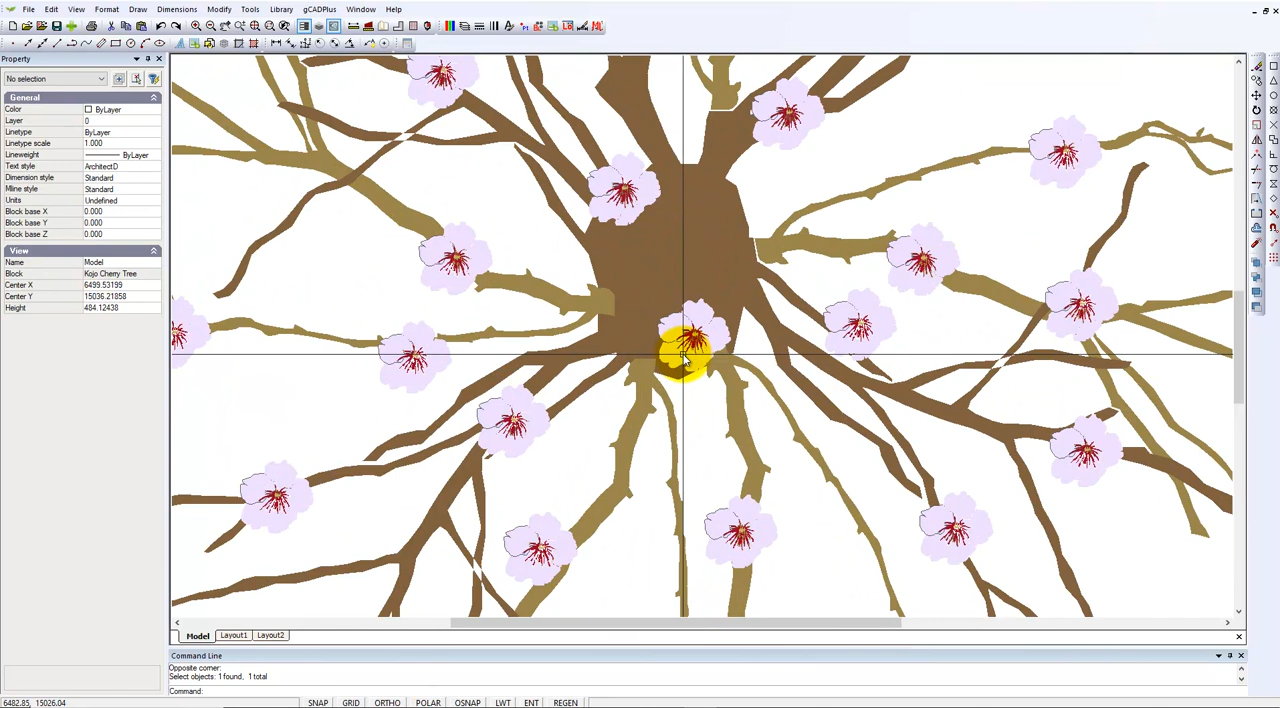 File Edit View Format Draw Dimensions Modify Tools Library gCADPlus Window Help
Property
No selection
General
Color ByLayer
Layer 0
Linetype ByLayer
Linetype scale 1.000
Lineweight ByLayer
Text style ArchitectD
Dimension style Standard
Mline style Standard
Units Undefined
Block base X 0.000
Block base Y 0.000
Block base Z 0.000
View
Name Model
Block Kojo Cherry Tree
Center X 6499.53199
Center Y 15036.21858
Height 484.12438
Model Layout1 Layout2
Command Line
Opposite corner:
Select objects: 1 found, 1 total
Command:
6482.85, 15026.04 SNAP GRID ORTHO POLAR OSNAP LWT ENT REGEN